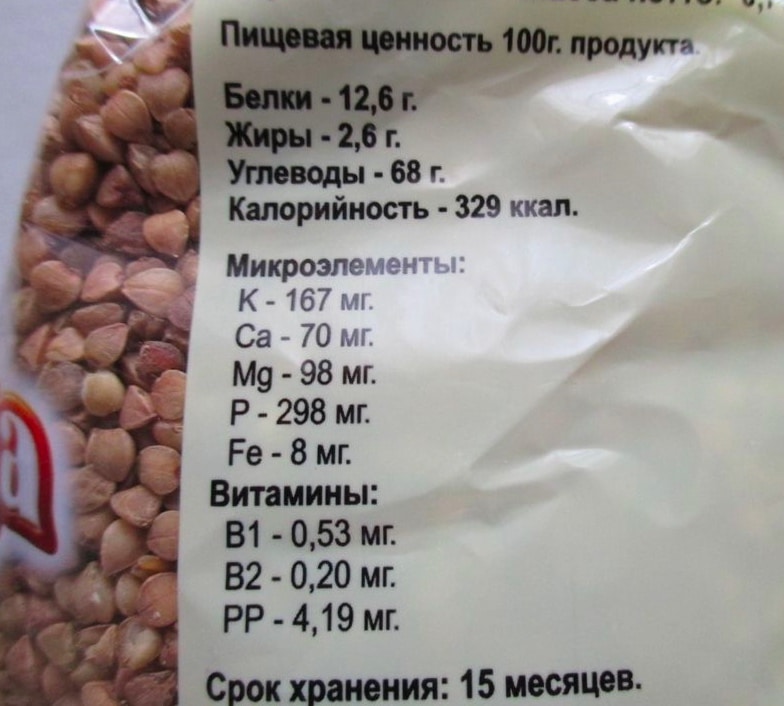 Пищевая ценность 100г. продукта.
Белки - 12,6 г.
Жиры - 2,6 г.
Углеводы - 68 г.
Калорийность - 329 ккал.
Микроэлементы:
K - 167 мг.
Ca - 70 мг.
Mg - 98 мг.
P - 298 мг.
Fe - 8 мг.
Витамины:
B1 - 0,53 мг.
B2 - 0,20 мг.
PP - 4,19 мг.
Срок хранения: 15 месяцев.